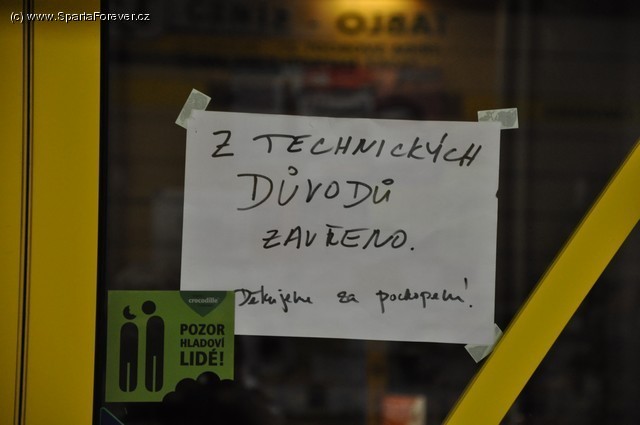 (c) www.SpartaForever.cz
Z TECHNICKÝCH
DŮVODŮ
ZAVŘENO.
Děkujeme za pochopení!
crocodille
POZOR
HLADOVÍ
LIDÉ!